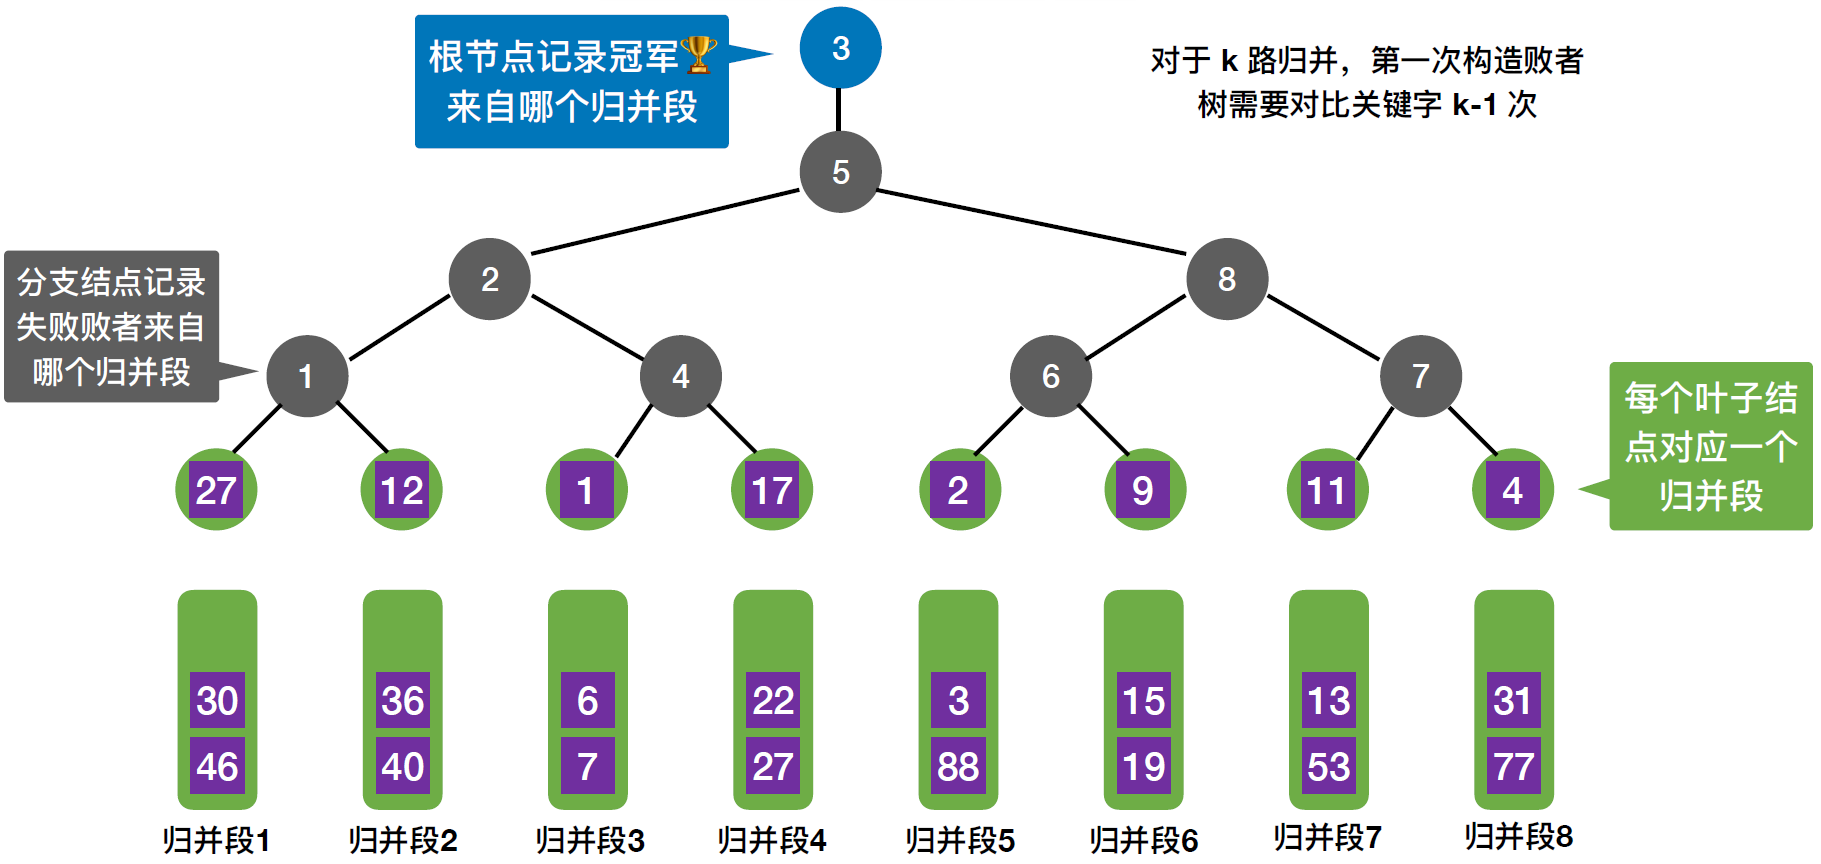 根节点记录冠军🏆
来自哪个归并段
3
对于 k 路归并，第一次构造败者
树需要对比关键字 k-1 次
5
2
8
分支结点记录
失败败者来自
哪个归并段
1
4
6
7
每个叶子结
点对应一个
归并段
27 12 1 17 2 9 11 4
30 36 6 22 3 15 13 31
46 40 7 27 88 19 53 77
归并段1 归并段2 归并段3 归并段4 归并段5 归并段6 归并段7 归并段8